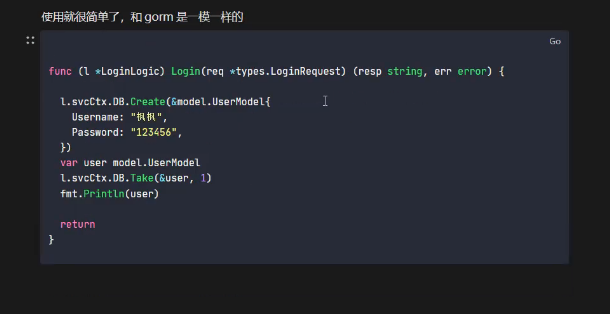 使用就很简单了，和 gorm 是一模一样的
Go
func (l *LoginLogic) Login(req *types.LoginRequest) (resp string, err error) {
l.svcCtx.DB.Create(&model.UserModel{
Username: "枫枫",
Password: "123456",
})
var user model.UserModel
l.svcCtx.DB.Take(&user, 1)
fmt.Println(user)
return
}